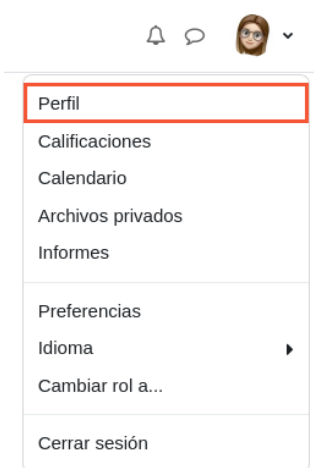 Perfil
Calificaciones
Calendario
Archivos privados
Informes
Preferencias
Idioma
Cambiar rol a...
Cerrar sesión